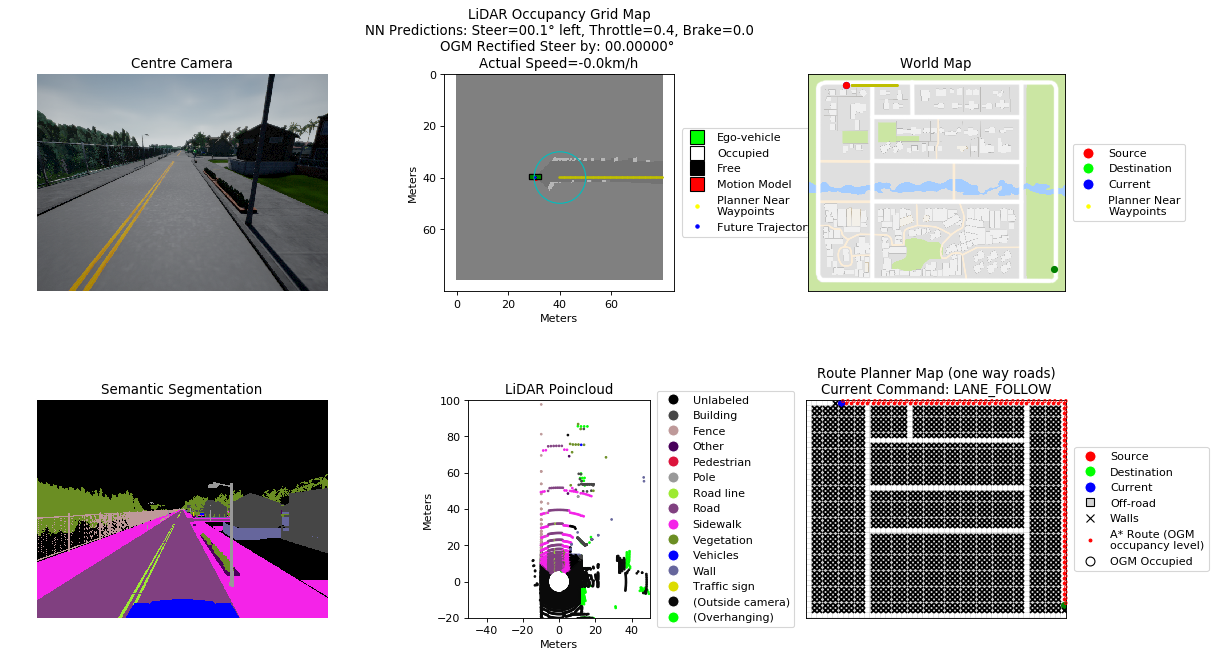 LiDAR Occupancy Grid Map
NN Predictions: Steer=00.1° left, Throttle=0.4, Brake=0.0
OGM Rectified Steer by: 00.00000°
Actual Speed=-0.0km/h
Centre Camera
World Map
0
20
40
60
Meters
0
20
40
60
Meters
Ego-vehicle
Occupied
Free
Motion Model
Planner Near
Waypoints
Future Trajector
Source
Destination
Current
Planner Near
Waypoints
Semantic Segmentation
LiDAR Poincloud
100
80
60
40
20
0
−20
Meters
−40
−20
0
20
40
Meters
Unlabeled
Building
Fence
Other
Pedestrian
Pole
Road line
Road
Sidewalk
Vegetation
Vehicles
Wall
Traffic sign
(Outside camera)
(Overhanging)
Route Planner Map (one way roads)
Current Command: LANE_FOLLOW
Source
Destination
Current
Off-road
Walls
A* Route (OGM
occupancy level)
OGM Occupied